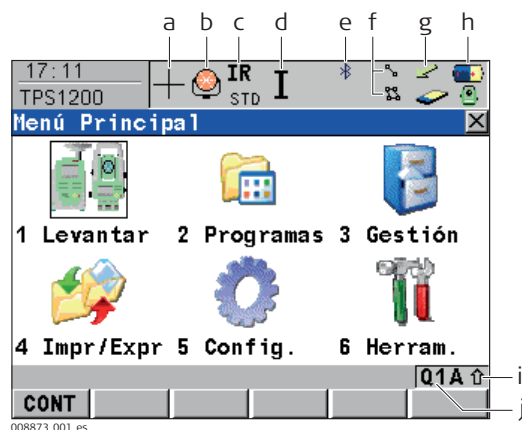 a b c d e f g h
17:11
TPS1200
IR
STD
I
Menú Principal
1 Levantar 2 Programas 3 Gestión
4 Impr/Expr 5 Config. 6 Herram.
Q1A
i
CONT
j
008873_001_es